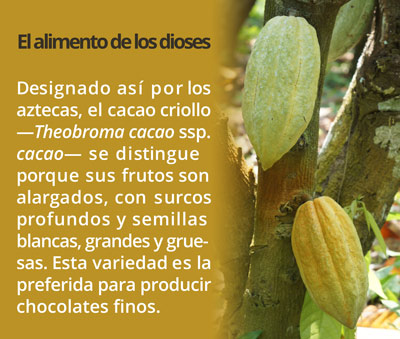 El alimento de los dioses
Designado así por los
aztecas, el cacao criollo
—Theobroma cacao ssp.
cacao— se distingue
porque sus frutos son
alargados, con surcos
profundos y semillas
blancas, grandes y grue-
sas. Esta variedad es la
preferida para producir
chocolates finos.